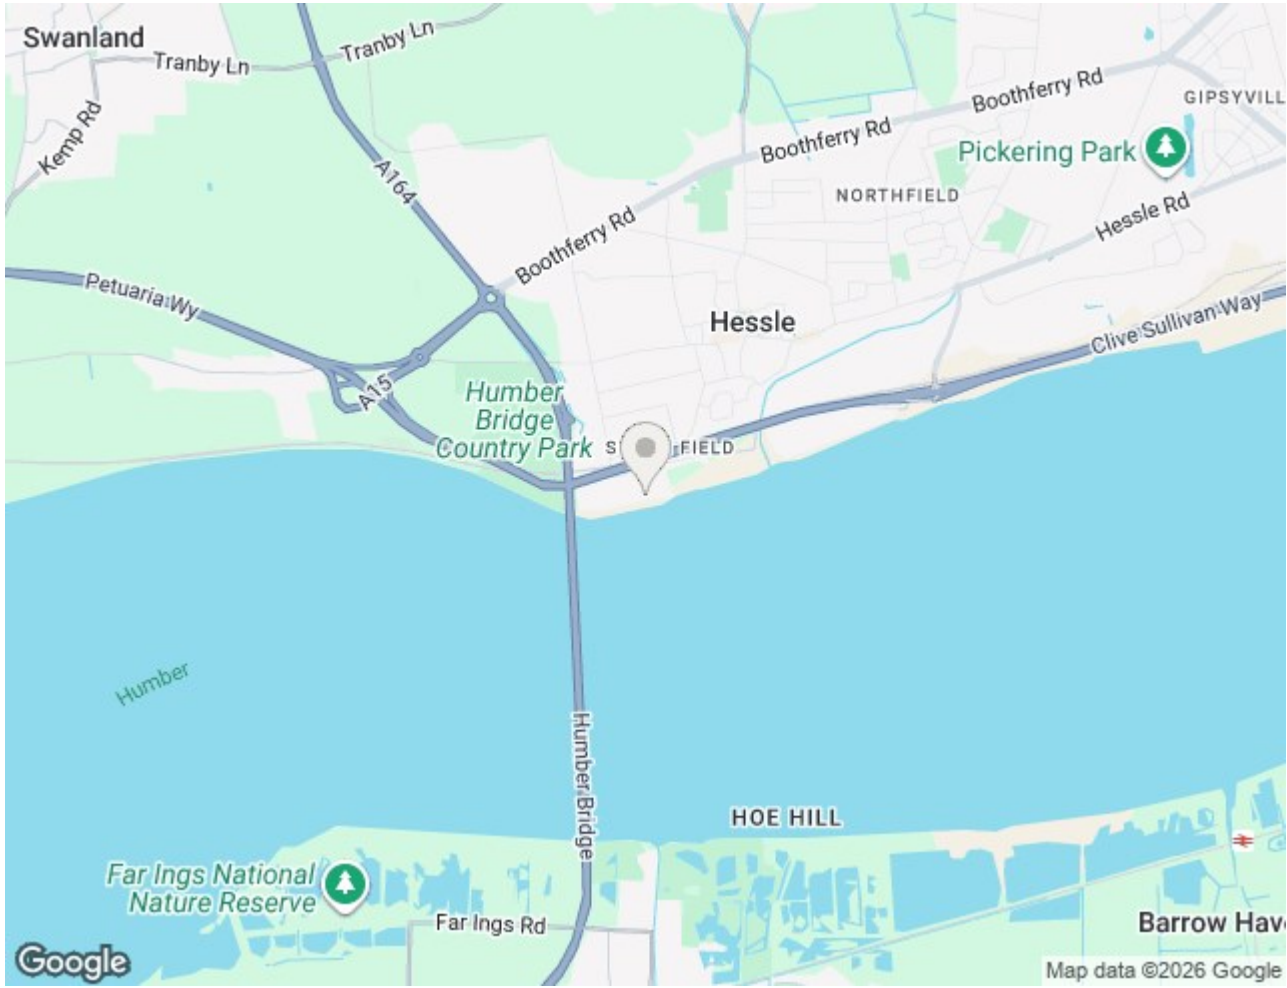 Swanland
Tranby Ln
Tranby Ln
Kemp Rd
A164
Boothferry Rd
Boothferry Rd
Boothferry Rd
GIPSYVILL
Pickering Park
NORTHFIELD
Hessle Rd
Petuaria Wy
Hessle
Clive Sullivan Way
A15
Humber
Bridge
Country Park
S FIELD
Humber
Humber Bridge
HOE HILL
Far Ings National
Nature Reserve
Far Ings Rd
Barrow Hav
Google
Map data ©2026 Google